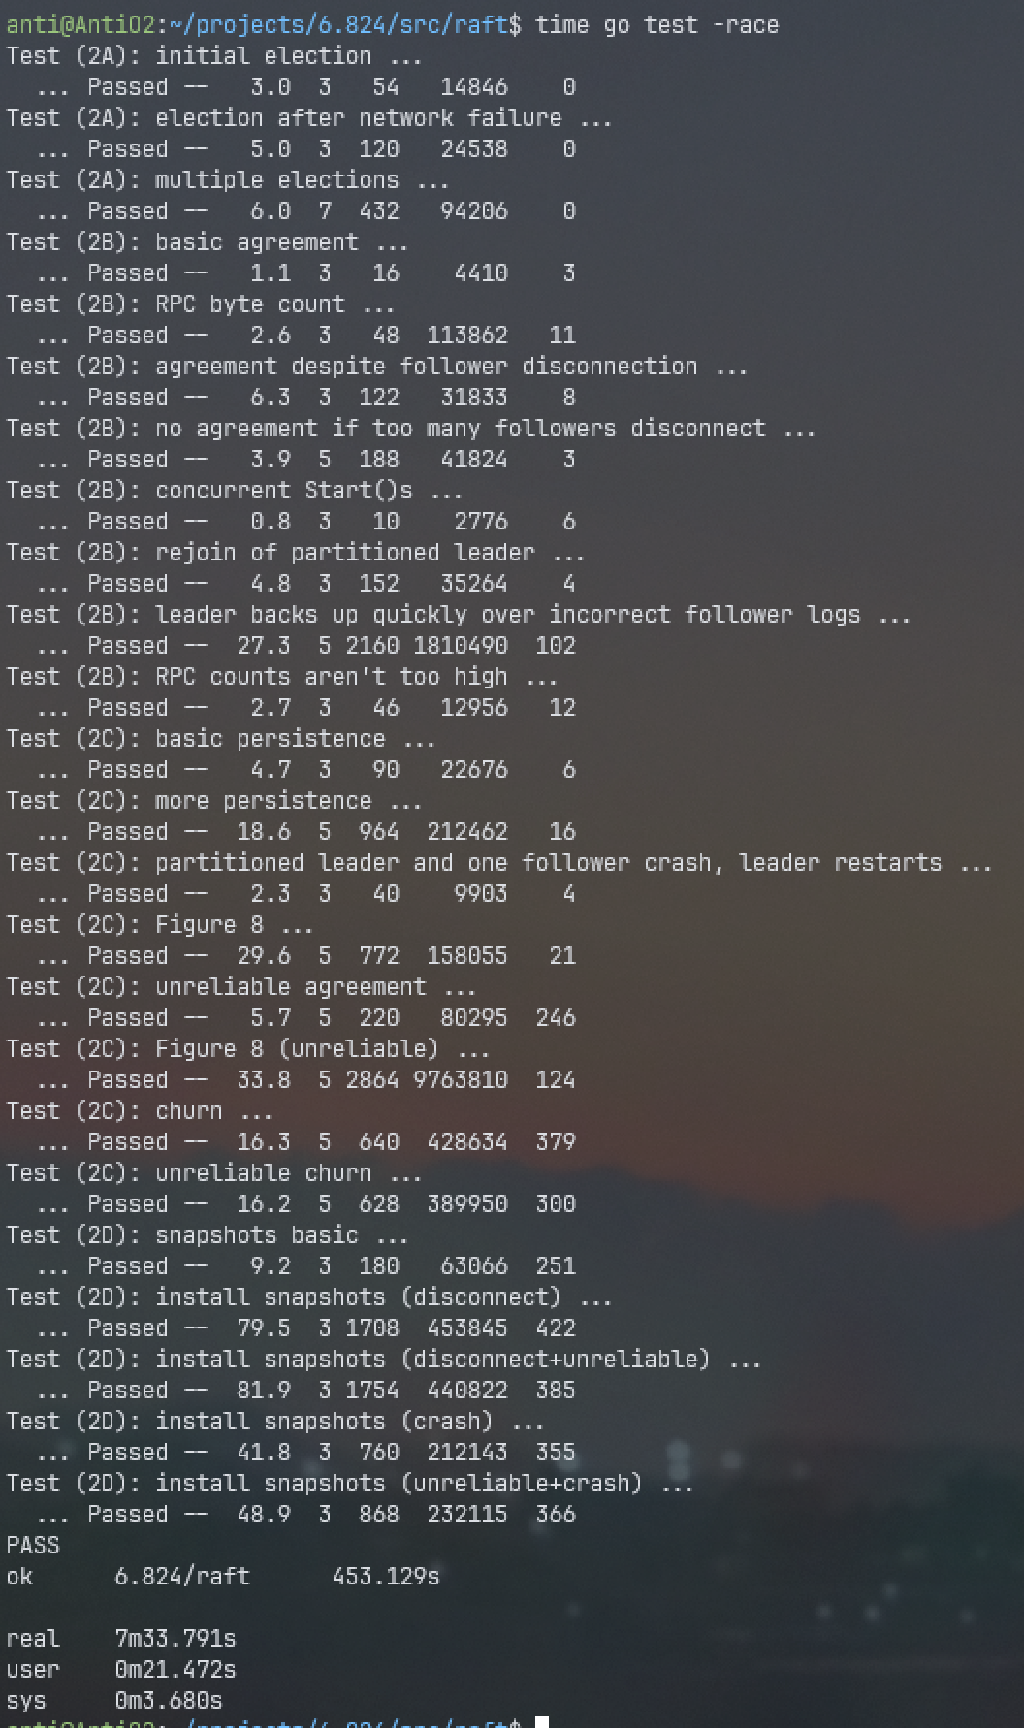 anti@Anti02:~/projects/6.824/src/raft$ time go test -race
Test (2A): initial election ...
  ... Passed --   3.0  3   54   14846    0
Test (2A): election after network failure ...
  ... Passed --   5.0  3  120   24538    0
Test (2A): multiple elections ...
  ... Passed --   6.0  7  432   94206    0
Test (2B): basic agreement ...
  ... Passed --   1.1  3   16    4410    3
Test (2B): RPC byte count ...
  ... Passed --   2.6  3   48  113862   11
Test (2B): agreement despite follower disconnection ...
  ... Passed --   6.3  3  122   31833    8
Test (2B): no agreement if too many followers disconnect ...
  ... Passed --   3.9  5  188   41824    3
Test (2B): concurrent Start()s ...
  ... Passed --   0.8  3   10    2776    6
Test (2B): rejoin of partitioned leader ...
  ... Passed --   4.8  3  152   35264    4
Test (2B): leader backs up quickly over incorrect follower logs ...
  ... Passed --  27.3  5 2160 1810490  102
Test (2B): RPC counts aren't too high ...
  ... Passed --   2.7  3   46   12956   12
Test (2C): basic persistence ...
  ... Passed --   4.7  3   90   22676    6
Test (2C): more persistence ...
  ... Passed --  18.6  5  964  212462   16
Test (2C): partitioned leader and one follower crash, leader restarts ...
  ... Passed --   2.3  3   40    9903    4
Test (2C): Figure 8 ...
  ... Passed --  29.6  5  772  158055   21
Test (2C): unreliable agreement ...
  ... Passed --   5.7  5  220   80295  246
Test (2C): Figure 8 (unreliable) ...
  ... Passed --  33.8  5 2864 9763810  124
Test (2C): churn ...
  ... Passed --  16.3  5  640  428634  379
Test (2C): unreliable churn ...
  ... Passed --  16.2  5  628  389950  300
Test (2D): snapshots basic ...
  ... Passed --   9.2  3  180   63066  251
Test (2D): install snapshots (disconnect) ...
  ... Passed --  79.5  3 1708  453845  422
Test (2D): install snapshots (disconnect+unreliable) ...
  ... Passed --  81.9  3 1754  440822  385
Test (2D): install snapshots (crash) ...
  ... Passed --  41.8  3  760  212143  355
Test (2D): install snapshots (unreliable+crash) ...
  ... Passed --  48.9  3  868  232115  366
PASS
ok      6.824/raft      453.129s

real    7m33.791s
user    0m21.472s
sys     0m3.680s
anti@Anti02:~/projects/6.824/src/raft$